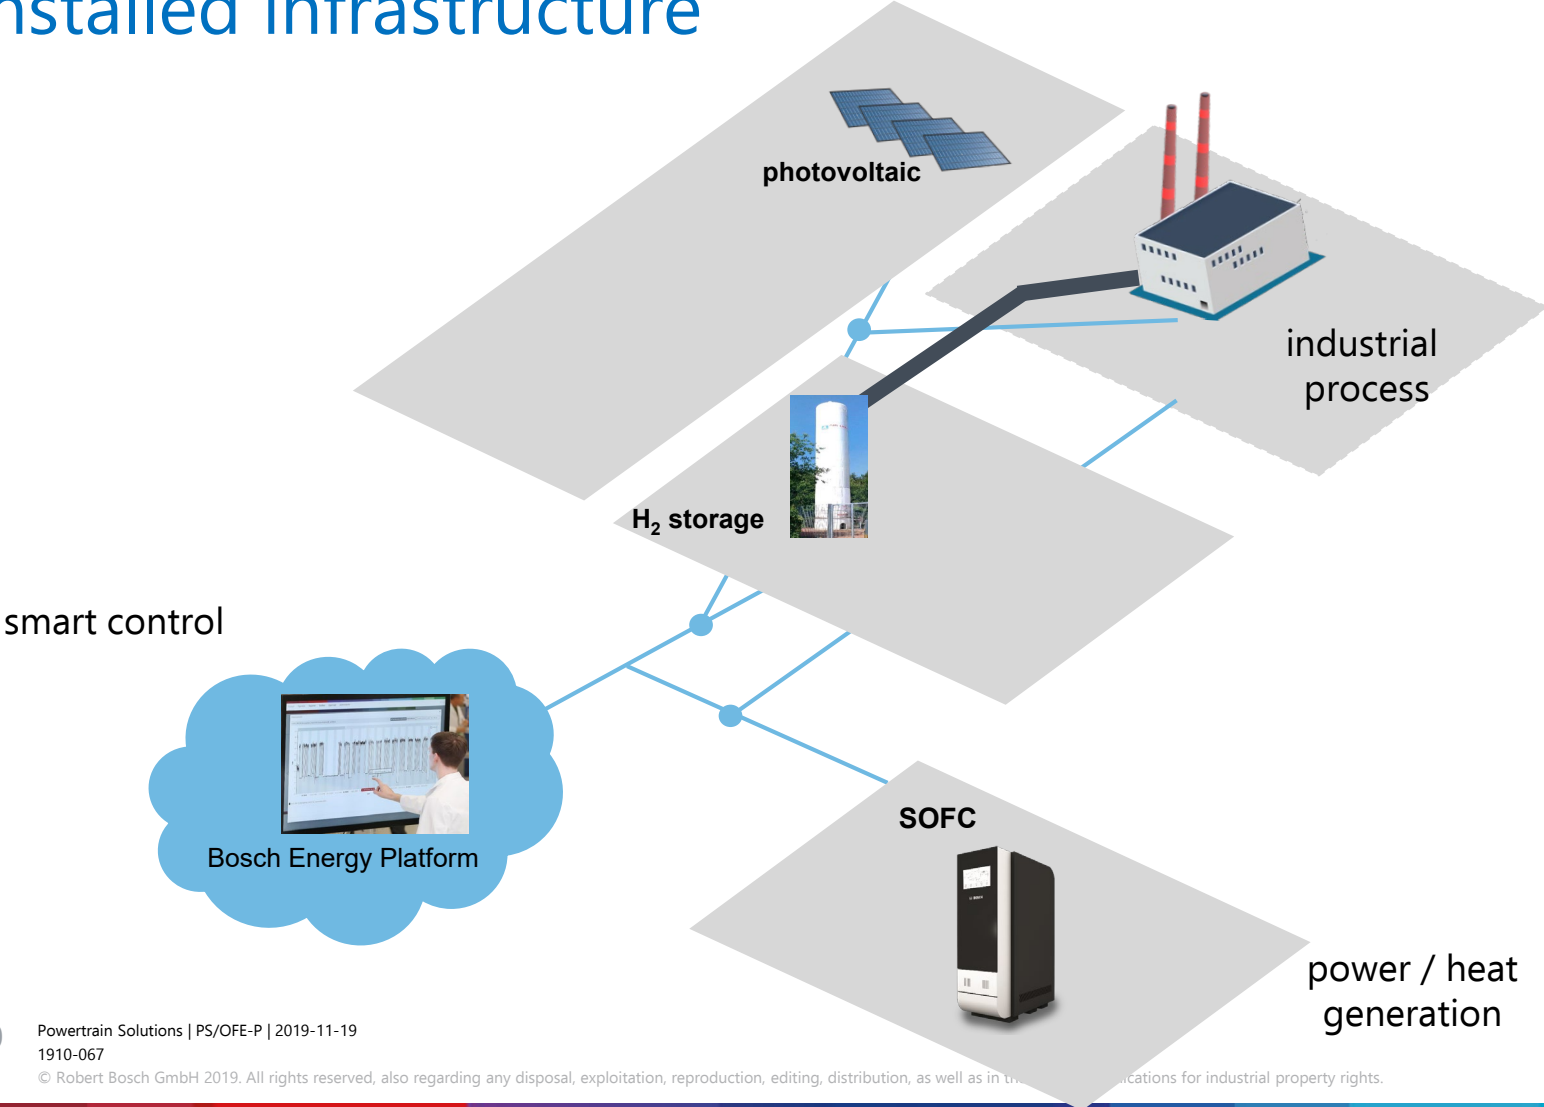 nstalled infrastructure
photovoltaic
industrial
process
H2 storage
smart control
Bosch Energy Platform
SOFC
BOSCH
power / heat
generation
Powertrain Solutions | PS/OFE-P | 2019-11-19
1910-067
© Robert Bosch GmbH 2019. All rights reserved, also regarding any disposal, exploitation, reproduction, editing, distribution, as well as in for industrial property rights.